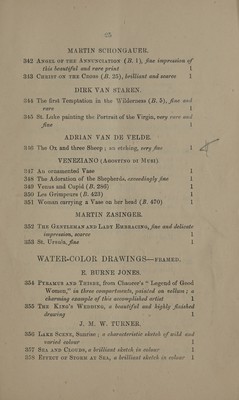 25
MARTIN SCHONGAUER.
342 ANGEL OF THE ANNUNCIATION (B. 1), fine impression of
this beautiful and rare print 1
343 CHRIST ON THE CROSS (B. 25), brilliant and scarce 1
DIRK VAN STAREN.
344 The first Temptation in the Wilderness (B. 5), fine and
rare 1
345 St. Luke painting the Portrait of the Virgin, very rare and
fine 1
ADRIAN VAN DE VELDE.
346 The Ox and three Sheep; an etching, very fine 1
VENEZIANO (AGOSTINO DI MUSI)
347 An ornamented Vase 1
348 The Adoration of the Shepherds, exceedingly fine 1
349 Venus and Cupid (B. 286) 1
350 Les Grimpeurs (B. 423) 1
351 Woman carrying a Vase on her head (B. 470) 1
MARTIN ZASINGER.
352 THE GENTLEMAN AND LADY EMBRACING, fine and delicate
impression, scarce 1
353 St. Ursula, fine 1
WATER-COLOR DRAWINGS—FRAMED.
E. BURNE JONES.
354 PYRAMUS AND THISBE, from Chaucer's "Legend of Good
Women," in three compartments, painted on vellum; a
charming example of this accomplished artist 1
355 THE KING'S WEDDING, a beautiful and highly finished
drawing 1
J. M. W. TURNER.
356 LAKE SCENE, Sunrise; a characteristic sketch of wild and
varied colour 1
357 SEA AND CLOUDS, a brilliant sketch in colour 1
358 EFFECT OF STORM AT SEA, a brilliant sketch in colour 1